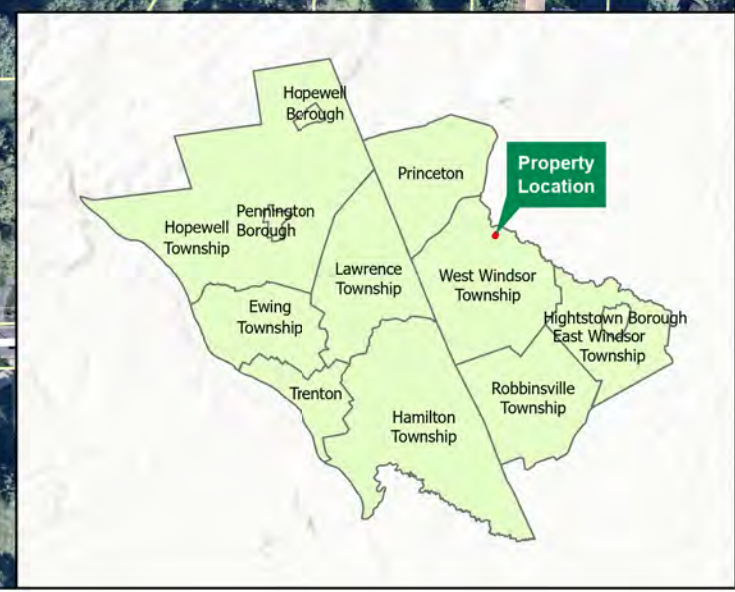 Hopewell
Borough
Princeton
Property
Location
Pennington
Borough
Hopewell
Township
Lawrence
Township
West Windsor
Township
Ewing
Township
Hightstown Borough
East Windsor
Township
Trenton
Robbinsville
Township
Hamilton
Township